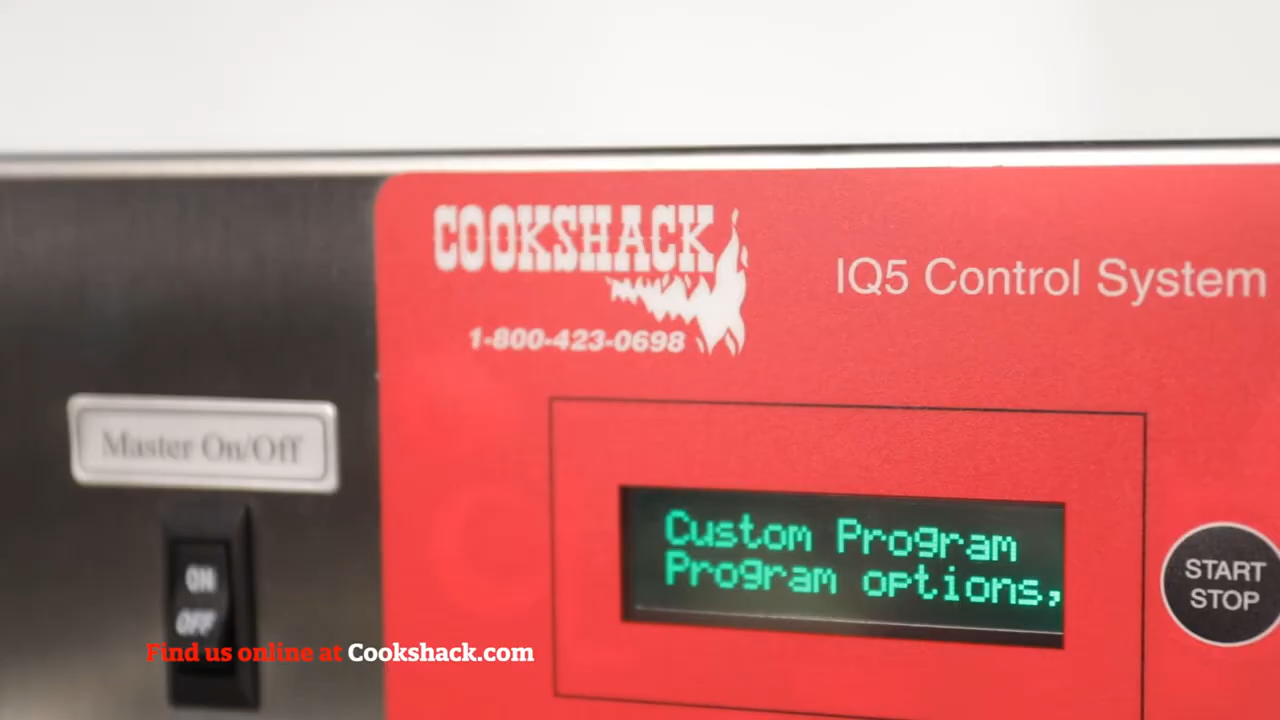 COOKSHACK
1-800-423-0698
IQ5 Control System
Master On/Off
ON
OFF
Custom Program
Program options,
START
STOP
Find us online at Cookshack.com